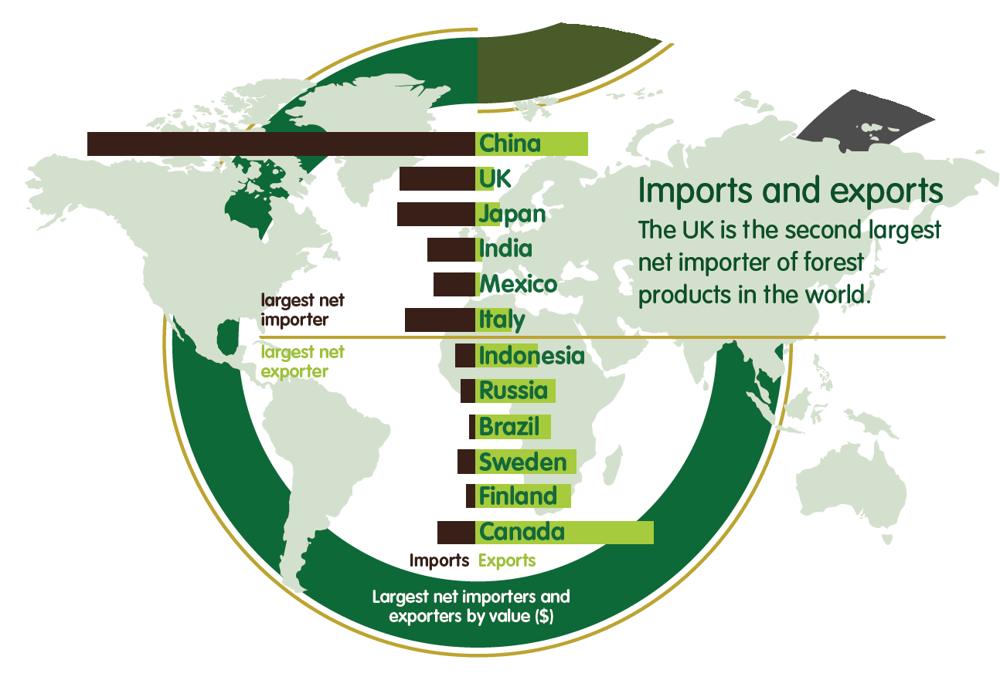 China
UK
Japan
India
Mexico
Italy
Indonesia
Russia
Brazil
Sweden
Finland
Canada
Imports Exports
largest net
importer
largest net
exporter
Imports and exports
The UK is the second largest
net importer of forest
products in the world.
Largest net importers and
exporters by value ($)